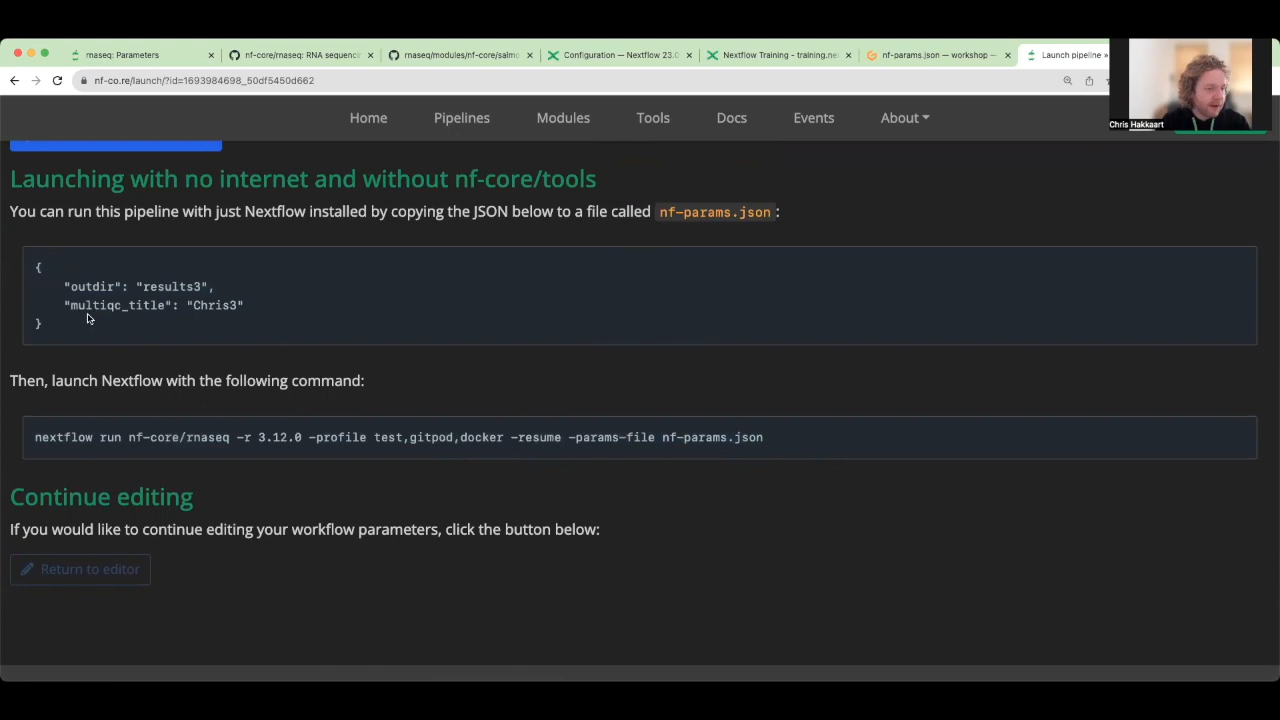 rnaseq: Parameters
nf-core/rnaseq: RNA sequencin
rnaseq/modules/nf-core/salmo
Configuration — Nextflow 23.0
Nextflow Training - training.ne
nf-params.json — workshop —
Launch pipeline »
nf-co.re/launch/?id=1693984698_50df5450d662
Chris Hakkaart
Home
Pipelines
Modules
Tools
Docs
Events
About
Launching with no internet and without nf-core/tools
You can run this pipeline with just Nextflow installed by copying the JSON below to a file called nf-params.json :
{
"outdir": "results3",
"multiqc_title": "Chris3"
}
Then, launch Nextflow with the following command:
nextflow run nf-core/rnaseq -r 3.12.0 -profile test,gitpod,docker -resume -params-file nf-params.json
Continue editing
If you would like to continue editing your workflow parameters, click the button below:
Return to editor